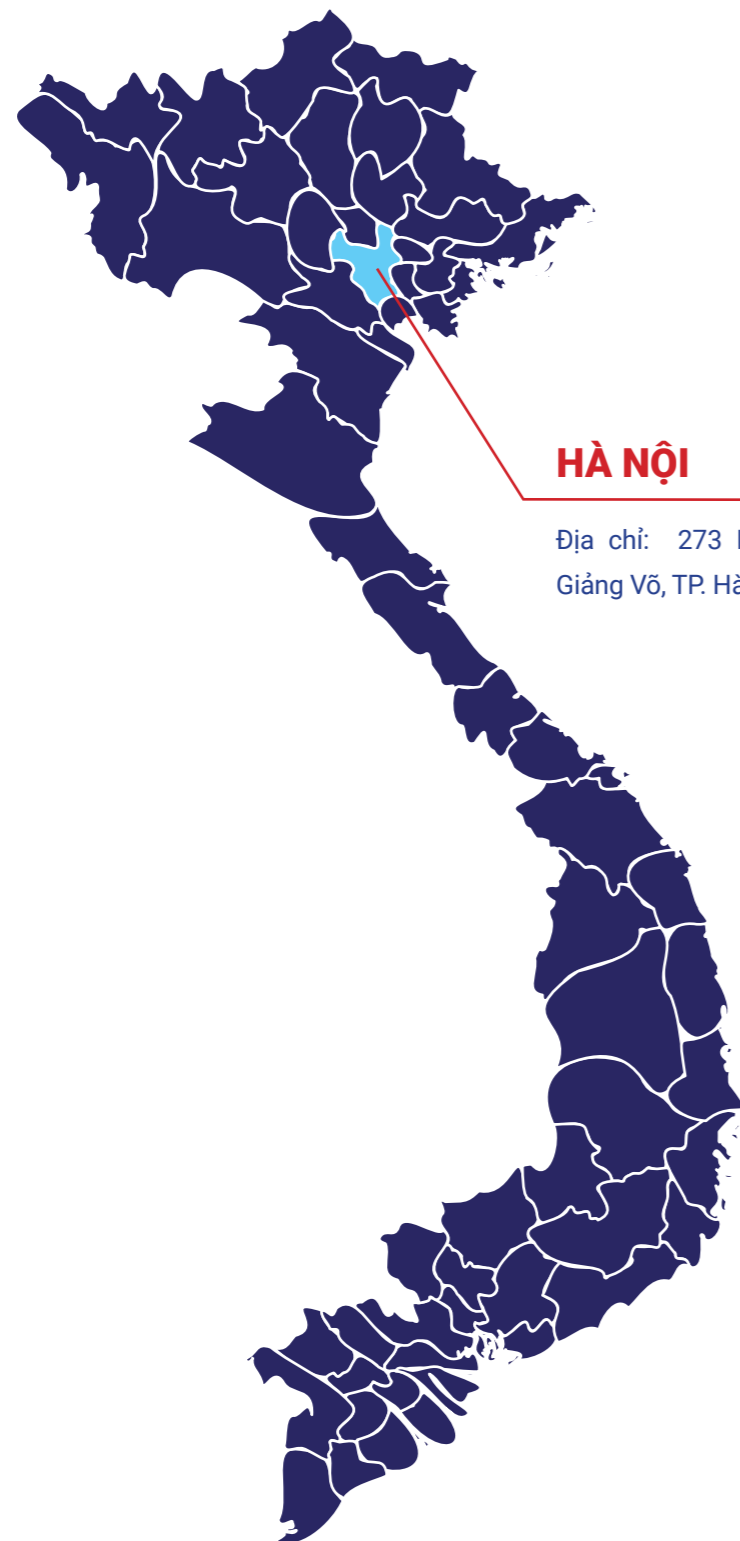 HÀ NỘI
Địa chỉ: 273
Giảng Võ, TP. Hà